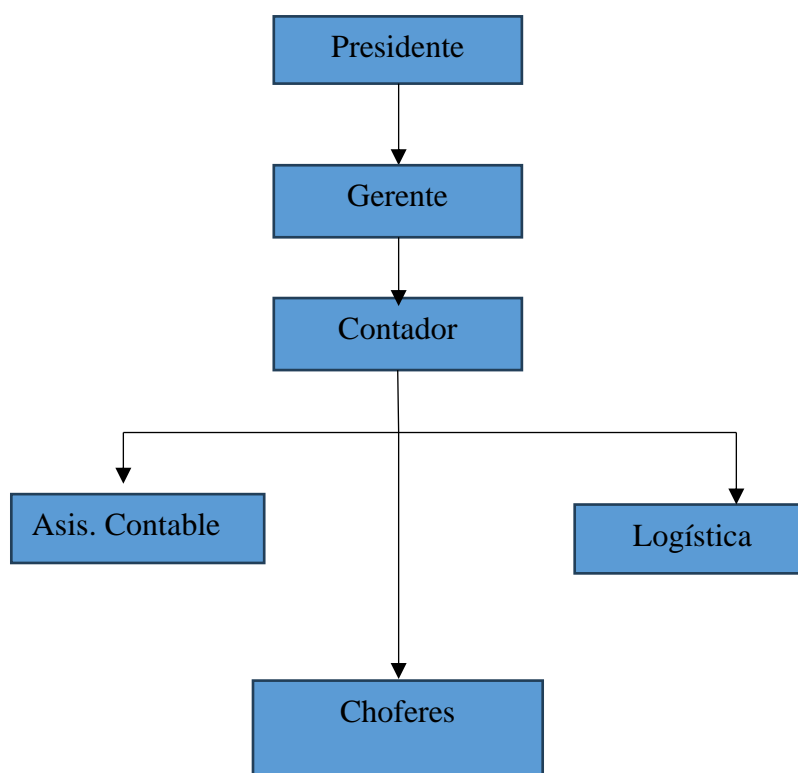 Presidente
Gerente
Contador
Asis. Contable
Logística
Choferes